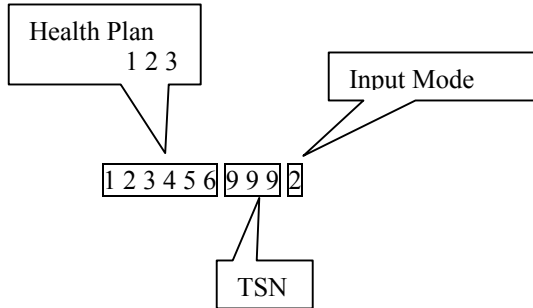 Health Plan
1 2 3
Input Mode
1 2 3 4 5 6 9 9 9 2
TSN